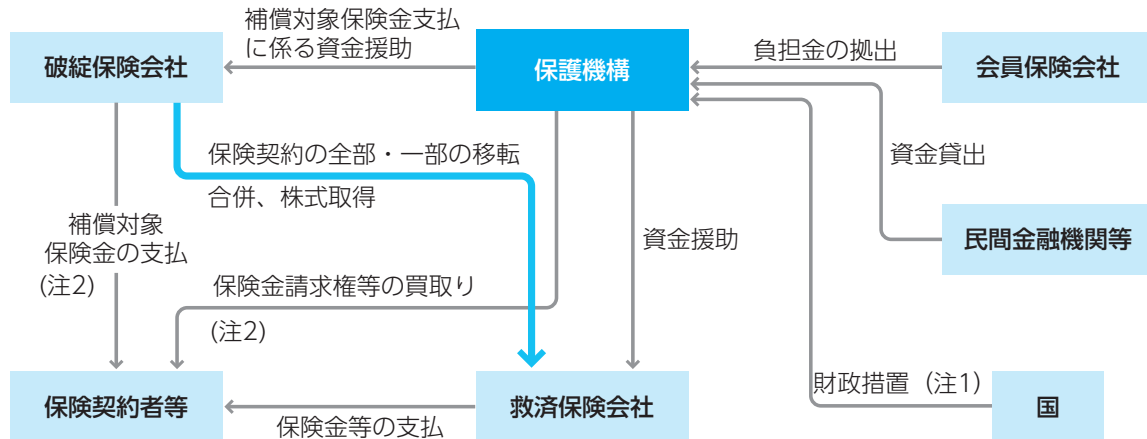 補償対象保険金支払
に係る資金援助
破綻保険会社
保護機構
負担金の拠出
会員保険会社
保険契約の全部・一部の移転
合併、株式取得
資金貸出
補償対象
保険金の支払
(注2)
資金援助
民間金融機関等
保険金請求権等の買取り
(注2)
財政措置（注1）
保険契約者等
保険金等の支払
救済保険会社
国